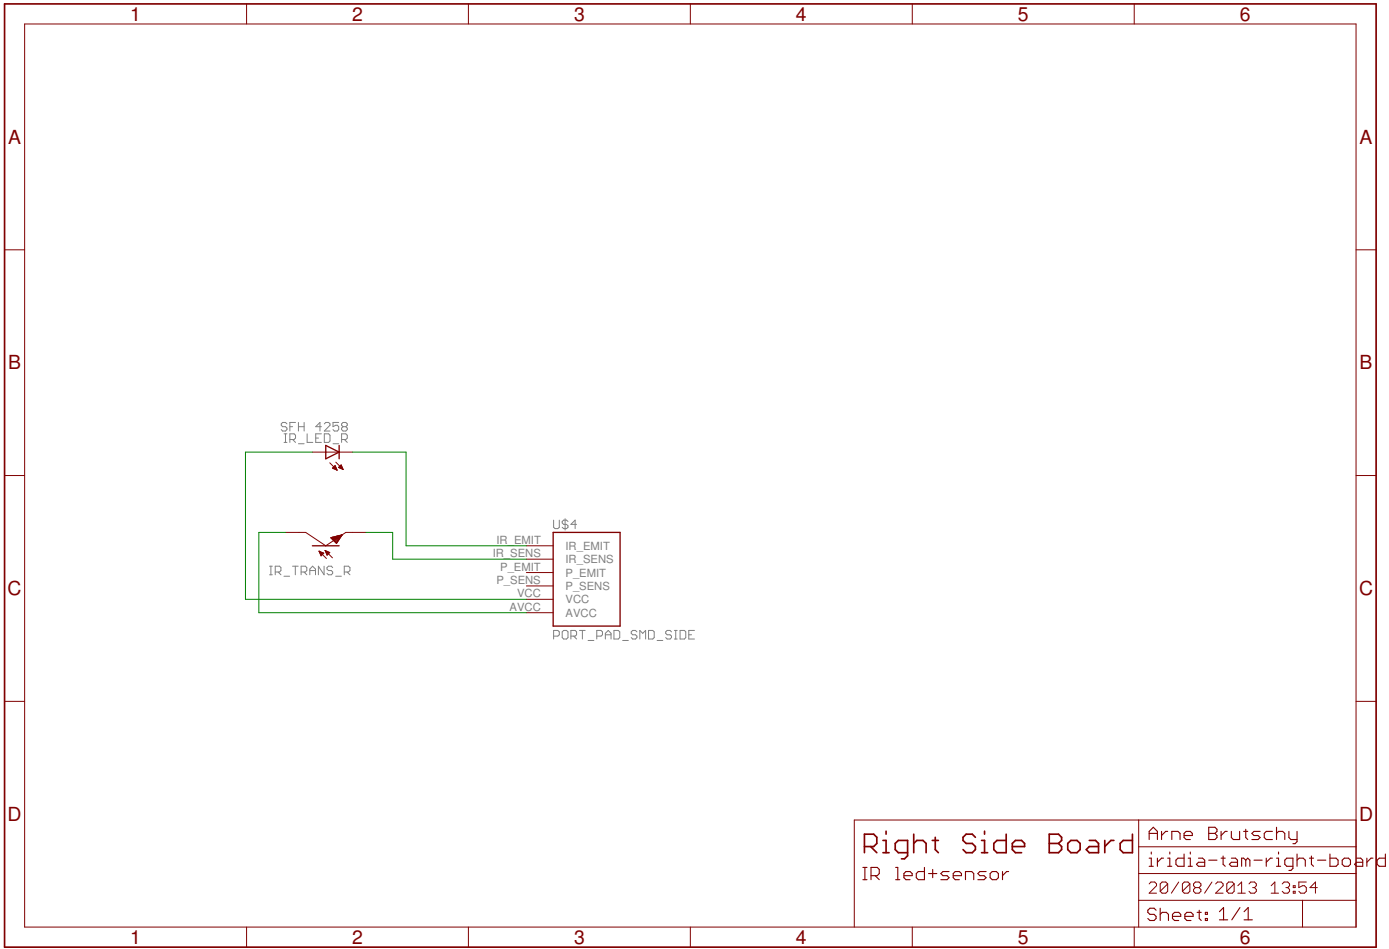 1 2 3 4 5 6
A A
B B
SFH 4258
IR_LED_R
U$4
IR_EMIT IR_EMIT
IR_SENS IR_SENS
P_EMIT P_EMIT
P_SENS P_SENS
VCC VCC
AVCC AVCC
IR_TRANS_R
PORT_PAD_SMD_SIDE
C C
D D
Right Side Board
IR led+sensor
Arne Brutschy
iridia-tam-right-board
20/08/2013 13:54
Sheet: 1/1
1 2 3 4 5 6